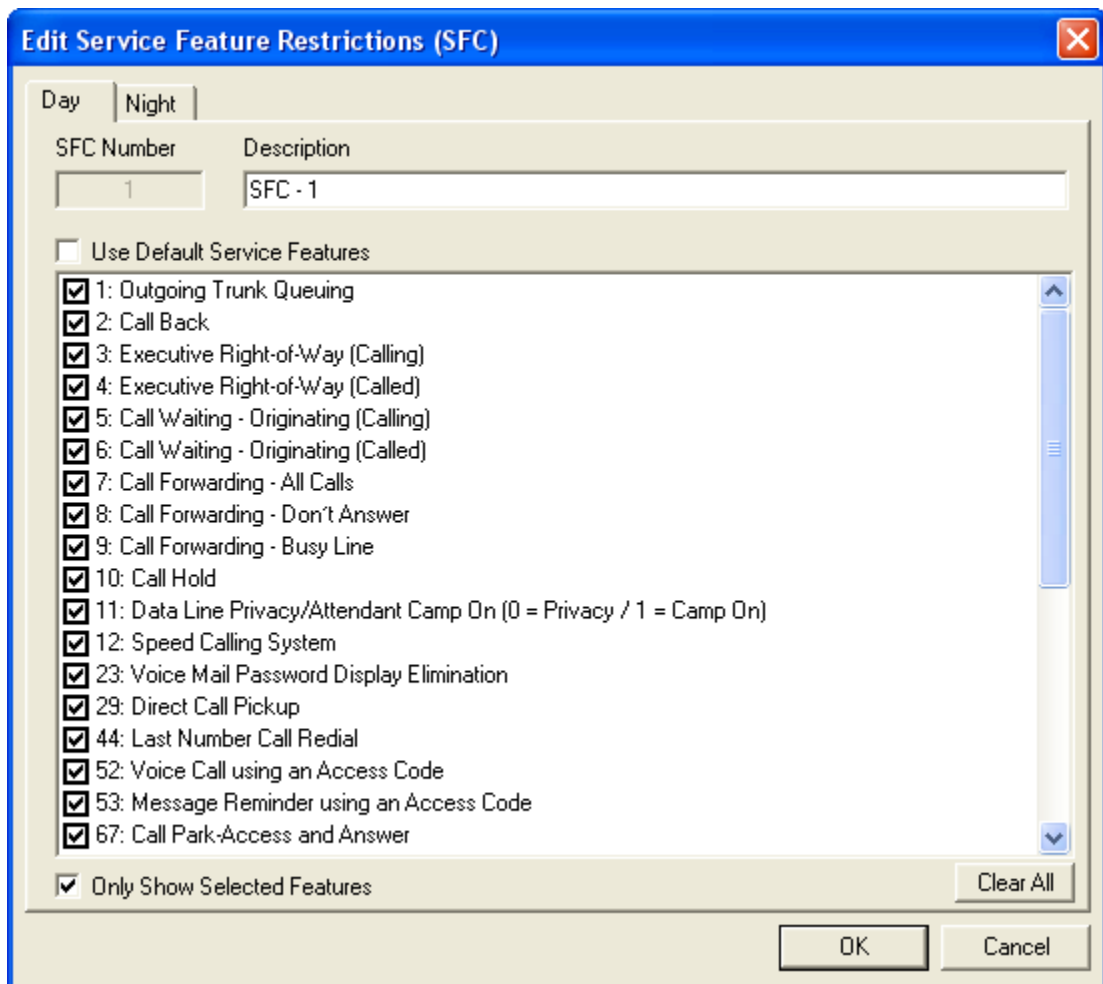 Edit Service Feature Restrictions (SFC)
Day Night
SFC Number Description
1 SFC - 1
Use Default Service Features
1: Outgoing Trunk Queuing
2: Call Back
3: Executive Right-of-Way (Calling)
4: Executive Right-of-Way (Called)
5: Call Waiting - Originating (Calling)
6: Call Waiting - Originating (Called)
7: Call Forwarding - All Calls
8: Call Forwarding - Don´t Answer
9: Call Forwarding - Busy Line
10: Call Hold
11: Data Line Privacy/Attendant Camp On (0 = Privacy / 1 = Camp On)
12: Speed Calling System
23: Voice Mail Password Display Elimination
29: Direct Call Pickup
44: Last Number Call Redial
52: Voice Call using an Access Code
53: Message Reminder using an Access Code
67: Call Park-Access and Answer
Only Show Selected Features Clear All
OK Cancel